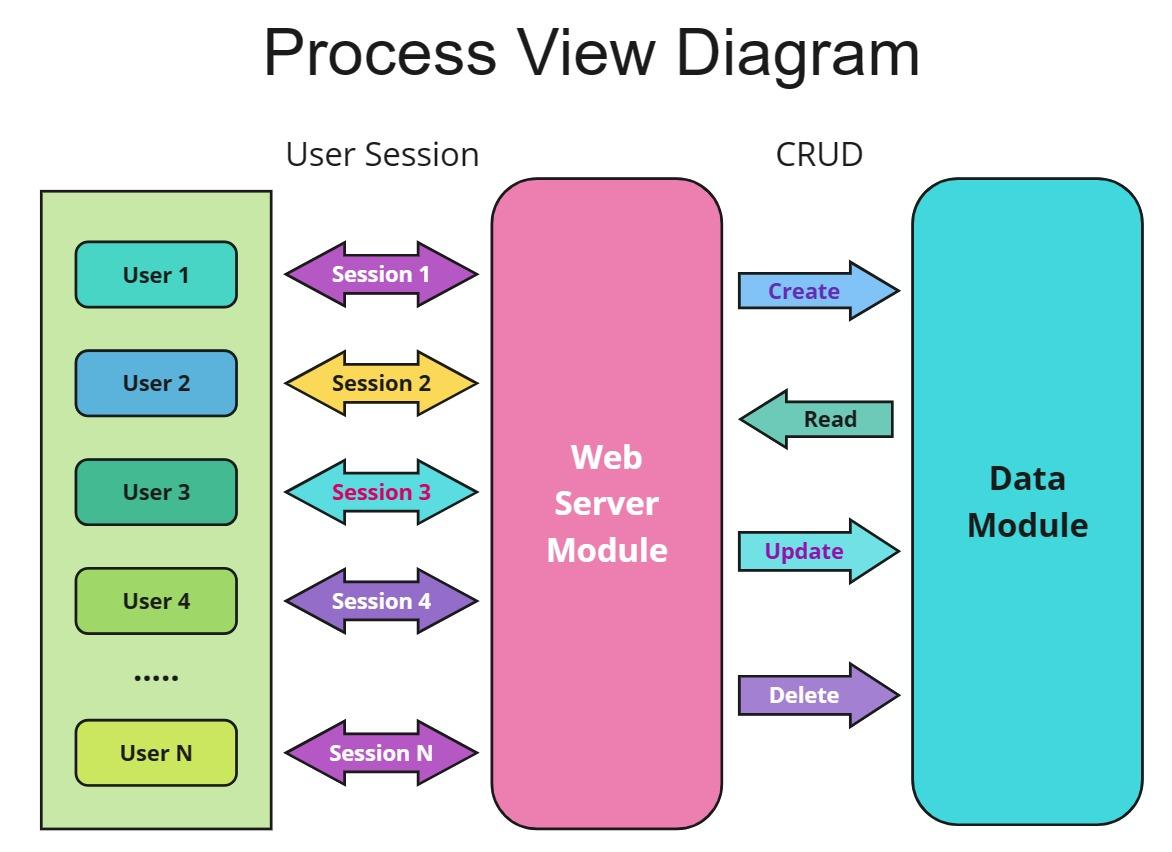 Process View Diagram
User Session
CRUD
User 1
Session 1
Create
User 2
Session 2
Read
User 3
Session 3
Web
Server
Module
Data
Module
Update
User 4
Session 4
.....
Delete
User N
Session N